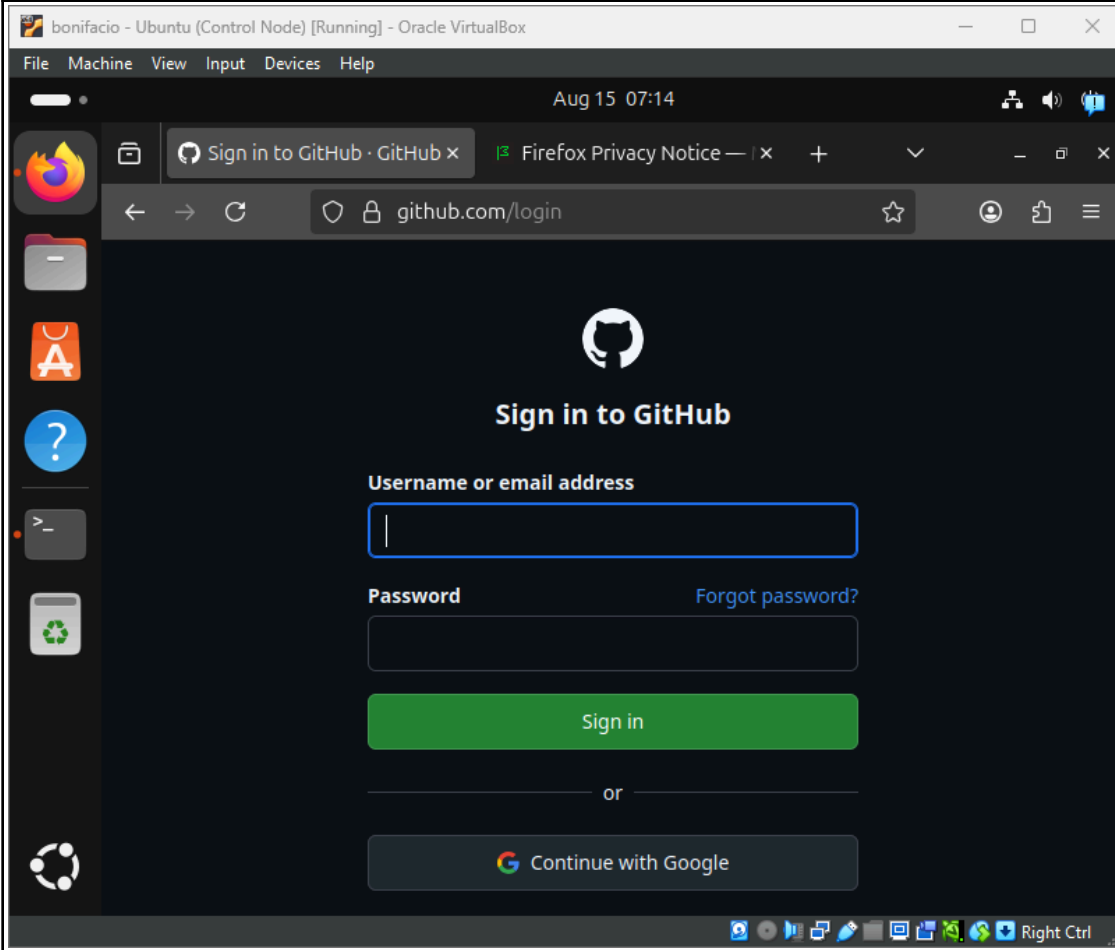 bonifacio - Ubuntu (Control Node) [Running] - Oracle VirtualBox
File Machine View Input Devices Help
Aug 15 07:14
Sign in to GitHub · GitHub Firefox Privacy Notice —
github.com/login
Sign in to GitHub
Username or email address
Password Forgot password?
Sign in
or
Continue with Google
Right Ctrl